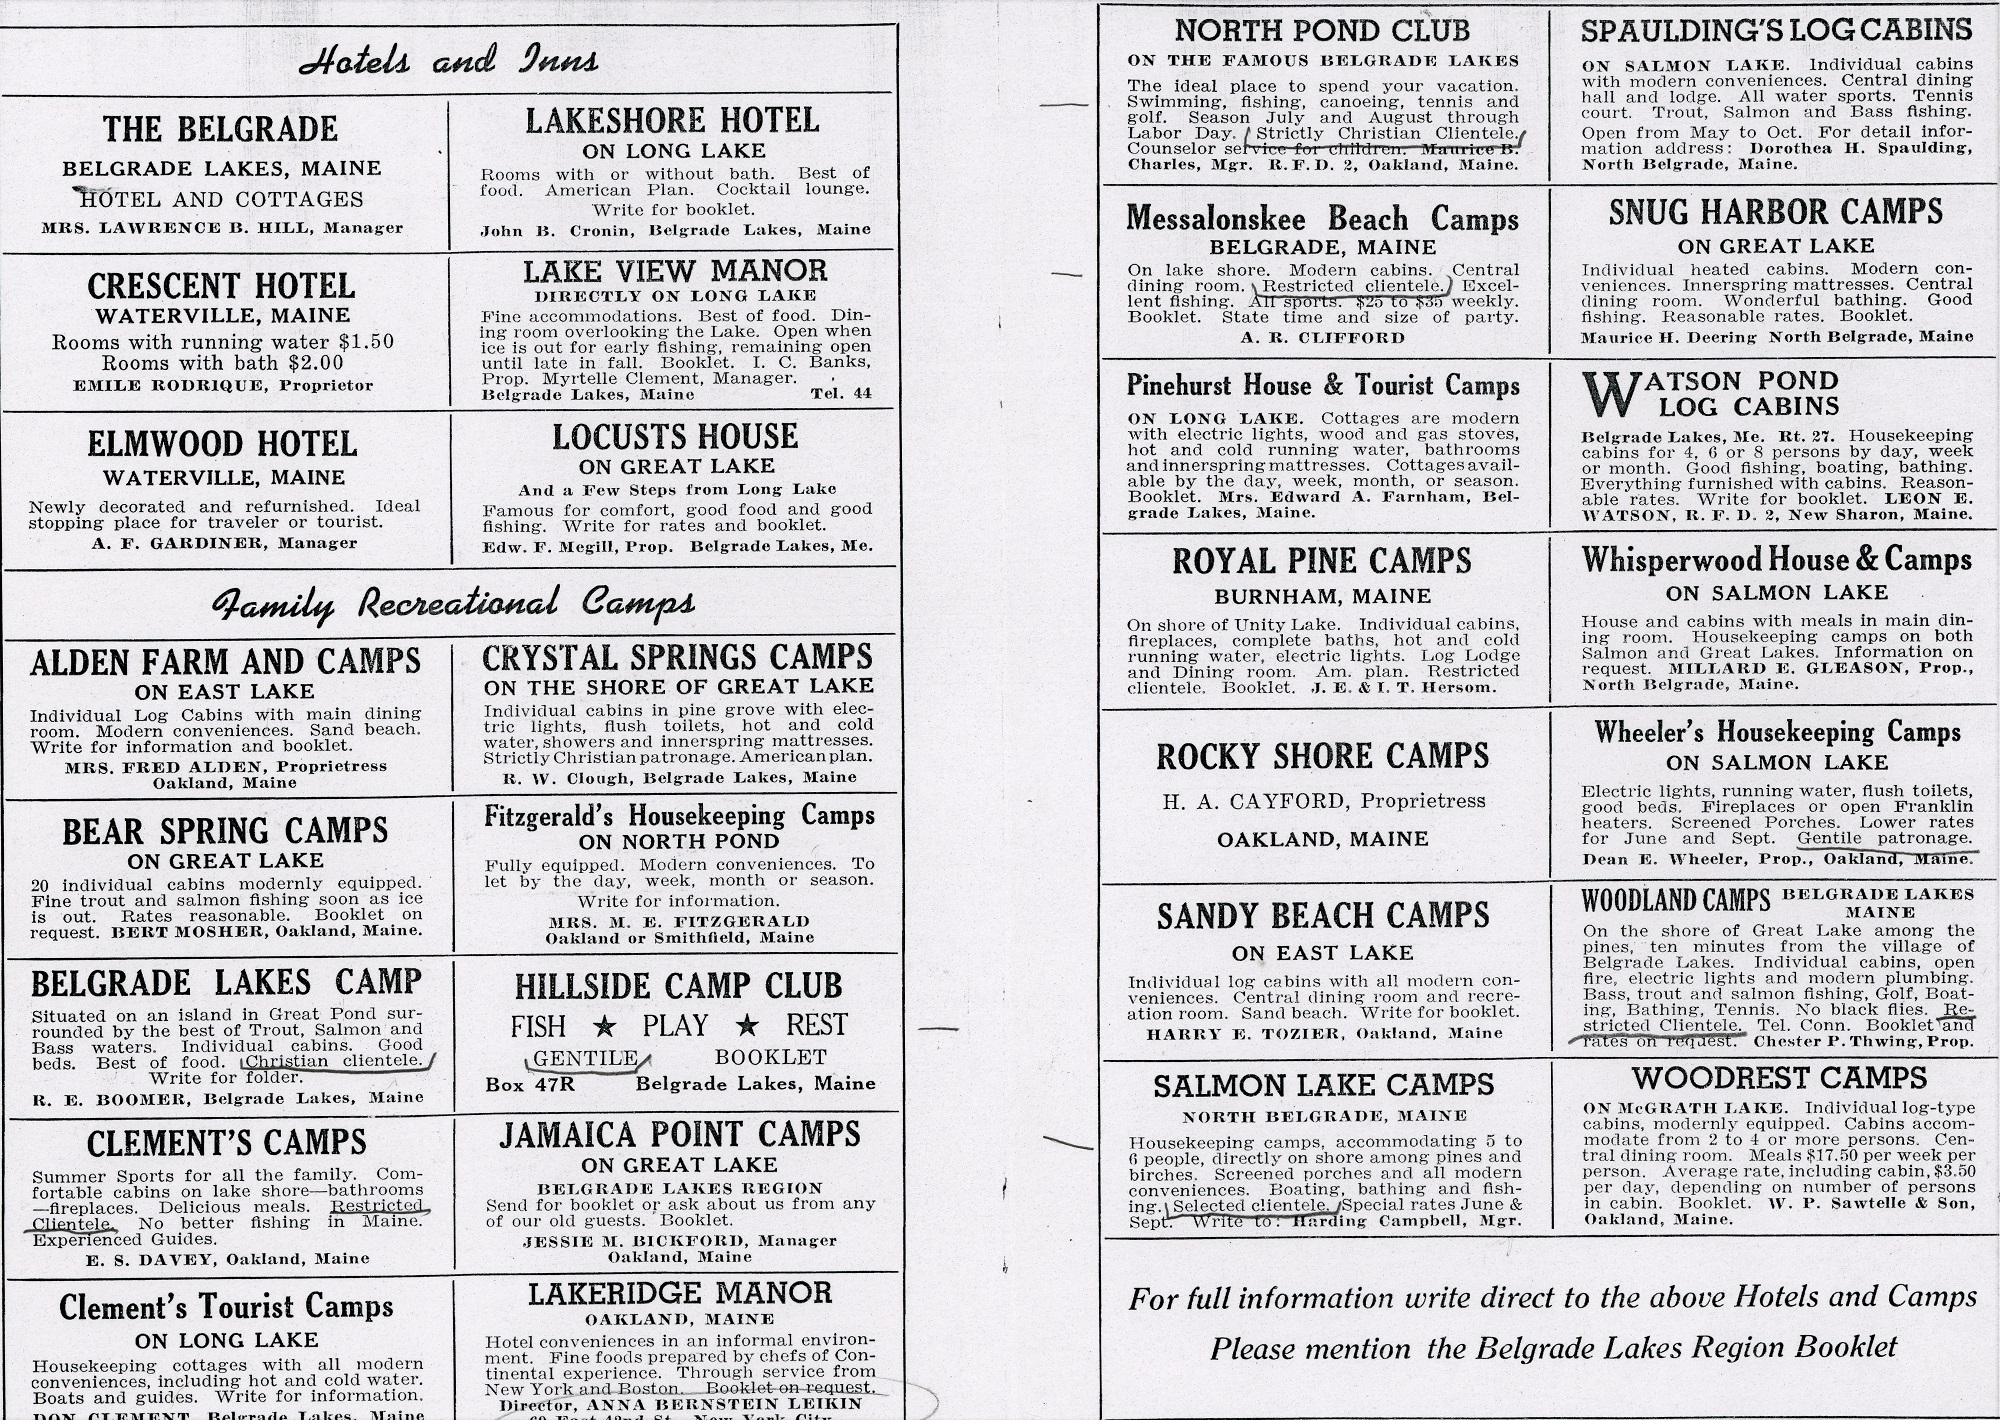 Hotels and Inns
THE BELGRADE
BELGRADE LAKES, MAINE
HOTEL AND COTTAGES
MRS. LAWRENCE B. HILL, Manager
LAKESHORE HOTEL
ON LONG LAKE
Rooms with or without bath. Best of
food. American Plan. Cocktail lounge.
Write for booklet.
John B. Cronin, Belgrade Lakes, Maine
CRESCENT HOTEL
WATERVILLE, MAINE
Rooms with running water $1.50
Rooms with bath $2.00
EMILE RODRIQUE, Proprietor
LAKE VIEW MANOR
DIRECTLY ON LONG LAKE
Fine accommodations. Best of food. Din-
ing room overlooking the Lake. Open when
ice is out for early fishing, remaining open
until late in fall. Booklet. I. C. Banks,
Prop. Myrtelle Clement, Manager.
Belgrade Lakes, Maine Tel. 44
ELMWOOD HOTEL
WATERVILLE, MAINE
Newly decorated and refurnished. Ideal
stopping place for traveler or tourist.
A. F. GARDINER, Manager
LOCUSTS HOUSE
ON GREAT LAKE
And a Few Steps from Long Lake
Famous for comfort, good food and good
fishing. Write for rates and booklet.
Edw. F. Megill, Prop. Belgrade Lakes, Me.
Family Recreational Camps
ALDEN FARM AND CAMPS
ON EAST LAKE
Individual Log Cabins with main dining
room. Modern conveniences. Sand beach.
Write for information and booklet.
MRS. FRED ALDEN, Proprietress
Oakland, Maine
CRYSTAL SPRINGS CAMPS
ON THE SHORE OF GREAT LAKE
Individual cabins in pine grove with elec-
tric lights, flush toilets, hot and cold
water, showers and innerspring mattresses.
Strictly Christian patronage. American plan.
R. W. Clough, Belgrade Lakes, Maine
BEAR SPRING CAMPS
ON GREAT LAKE
20 individual cabins modernly equipped.
Fine trout and salmon fishing soon as ice
is out. Rates reasonable. Booklet on
request. BERT MOSHER, Oakland, Maine.
Fitzgerald's Housekeeping Camps
ON NORTH POND
Fully equipped. Modern conveniences. To
let by the day, week, month or season.
Write for information.
MRS. M. E. FITZGERALD
Oakland or Smithfield, Maine
BELGRADE LAKES CAMP
Situated on an island in Great Pond sur-
rounded by the best of Trout, Salmon and
Bass waters. Individual cabins. Good
beds. Best of food. Christian clientele.
Write for folder.
R. E. BOOMER, Belgrade Lakes, Maine
HILLSIDE CAMP CLUB
FISH ★ PLAY ★ REST
GENTILE BOOKLET
Box 47R Belgrade Lakes, Maine
CLEMENT'S CAMPS
Summer Sports for all the family. Com-
fortable cabins on lake shore—bathrooms
—fireplaces. Delicious meals. Restricted
Clientele. No better fishing in Maine.
Experienced Guides.
E. S. DAVEY, Oakland, Maine
JAMAICA POINT CAMPS
ON GREAT LAKE
BELGRADE LAKES REGION
Send for booklet or ask about us from any
of our old guests. Booklet.
JESSIE M. BICKFORD, Manager
Oakland, Maine
Clement's Tourist Camps
ON LONG LAKE
Housekeeping cottages with all modern
conveniences, including hot and cold water.
Boats and guides. Write for information.
DON CLEMENT, Belgrade Lakes, Maine
LAKERIDGE MANOR
OAKLAND, MAINE
Hotel conveniences in an informal environ-
ment. Fine foods prepared by chefs of Con-
tinental experience. Through service from
New York and Boston. Booklet on request.
Director, ANNA BERNSTEIN LEIKIN
60 East 42nd St., New York City
NORTH POND CLUB
ON THE FAMOUS BELGRADE LAKES
The ideal place to spend your vacation.
Swimming, fishing, canoeing, tennis and
golf. Season July and August through
Labor Day. Strictly Christian Clientele.
Counselor service for children. Maurice B.
Charles, Mgr. R.F.D. 2, Oakland, Maine.
SPAULDING'S LOG CABINS
ON SALMON LAKE. Individual cabins
with modern conveniences. Central dining
hall and lodge. All water sports. Tennis
court. Trout, Salmon and Bass fishing.
Open from May to Oct. For detail infor-
mation address: Dorothea H. Spaulding,
North Belgrade, Maine.
Messalonskee Beach Camps
BELGRADE, MAINE
On lake shore. Modern cabins. Central
dining room. Restricted clientele. Excel-
lent fishing. All sports. $25 to $35 weekly.
Booklet. State time and size of party.
A. R. CLIFFORD
SNUG HARBOR CAMPS
ON GREAT LAKE
Individual heated cabins. Modern con-
veniences. Innerspring mattresses. Central
dining room. Wonderful bathing. Good
fishing. Reasonable rates. Booklet.
Maurice H. Deering North Belgrade, Maine
Pinehurst House & Tourist Camps
ON LONG LAKE. Cottages are modern
with electric lights, wood and gas stoves,
hot and cold running water, bathrooms
and innerspring mattresses. Cottages avail-
able by the day, week, month, or season.
Booklet. Mrs. Edward A. Farnham, Bel-
grade Lakes, Maine.
WATSON POND
LOG CABINS
Belgrade Lakes, Me. Rt. 27. Housekeeping
cabins for 4, 6 or 8 persons by day, week
or month. Good fishing, boating, bathing.
Everything furnished with cabins. Reason-
able rates. Write for booklet. LEON E.
WATSON, R. F. D. 2, New Sharon, Maine.
ROYAL PINE CAMPS
BURNHAM, MAINE
On shore of Unity Lake. Individual cabins,
fireplaces, complete baths, hot and cold
running water, electric lights. Log Lodge
and Dining room. Am. plan. Restricted
clientele. Booklet. J. E. & I. T. Hersom.
Whisperwood House & Camps
ON SALMON LAKE
House and cabins with meals in main din-
ing room. Housekeeping camps on both
Salmon and Great Lakes. Information on
request. MILLARD E. GLEASON, Prop.,
North Belgrade, Maine.
ROCKY SHORE CAMPS
H. A. CAYFORD, Proprietress
OAKLAND, MAINE
Wheeler's Housekeeping Camps
ON SALMON LAKE
Electric lights, running water, flush toilets,
good beds. Fireplaces or open Franklin
heaters. Screened Porches. Lower rates
for June and Sept. Gentile patronage.
Dean E. Wheeler, Prop., Oakland, Maine.
SANDY BEACH CAMPS
ON EAST LAKE
Individual log cabins with all modern con-
veniences. Central dining room and recre-
ation room. Sand beach. Write for booklet.
HARRY E. TOZIER, Oakland, Maine
WOODLAND CAMPS BELGRADE LAKES
MAINE
On the shore of Great Lake among the
pines, ten minutes from the village of
Belgrade Lakes. Individual cabins, open
fire, electric lights and modern plumbing.
Bass, trout and salmon fishing, Golf, Boat-
ing, Bathing, Tennis. No black flies. Re-
stricted Clientele. Tel. Conn. Booklet and
rates on request. Chester P. Thwing, Prop.
SALMON LAKE CAMPS
NORTH BELGRADE, MAINE
Housekeeping camps, accommodating 5 to
6 people, directly on shore among pines and
birches. Screened porches and all modern
conveniences. Boating, bathing and fish-
ing. Selected clientele. Special rates June &
Sept. Write to: Harding Campbell, Mgr.
WOODREST CAMPS
ON McGRATH LAKE. Individual log-type
cabins, modernly equipped. Cabins accom-
modate from 2 to 4 or more persons. Cen-
tral dining room. Meals $17.50 per week per
person. Average rate, including cabin, $3.50
per day, depending on number of persons
in cabin. Booklet. W. P. Sawtelle & Son,
Oakland, Maine.
For full information write direct to the above Hotels and Camps
Please mention the Belgrade Lakes Region Booklet